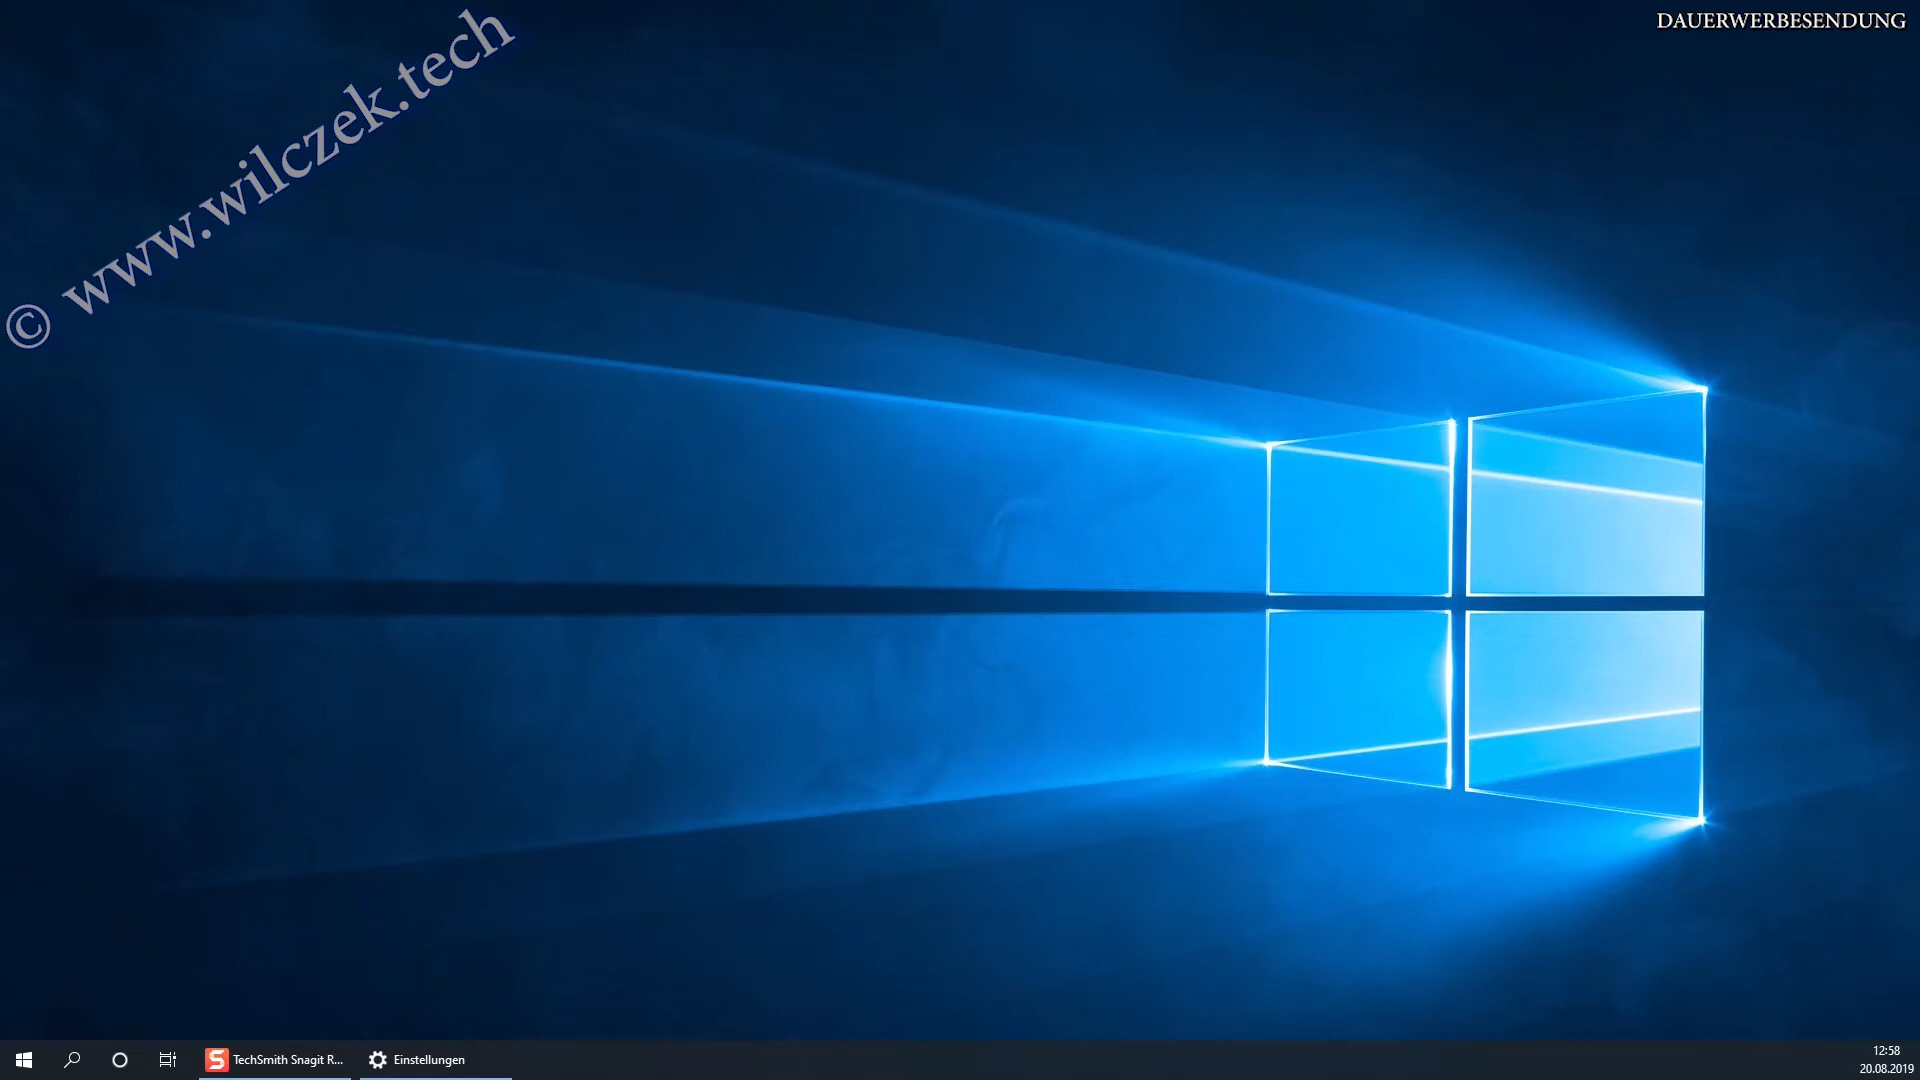 DAUERWERBESENDUNG
© www.wilczek.tech
TechSmith Snagit R...
Einstellungen
12:58
20.08.2019